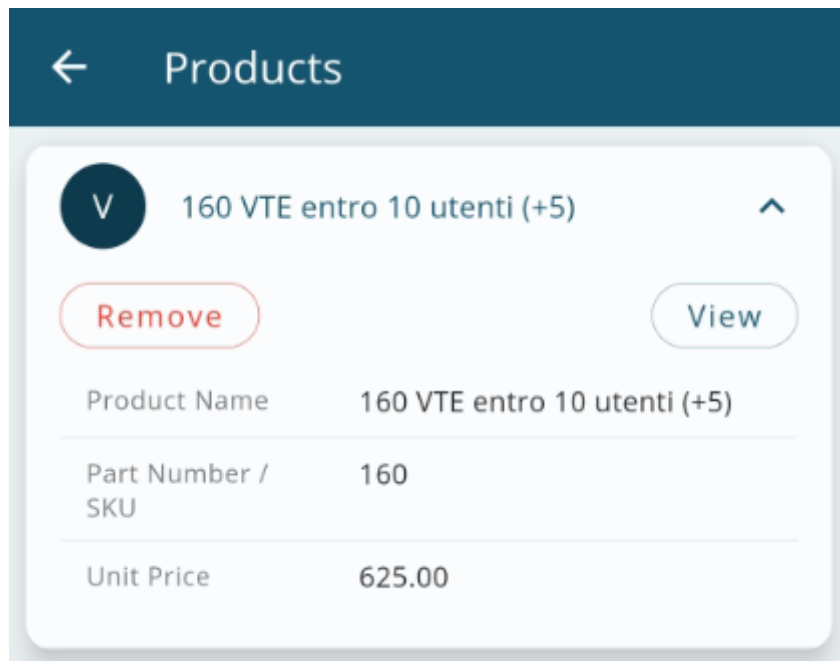 Products
V
160 VTE entro 10 utenti (+5)
Remove
View
Product Name
160 VTE entro 10 utenti (+5)
Part Number /
SKU
160
Unit Price
625.00